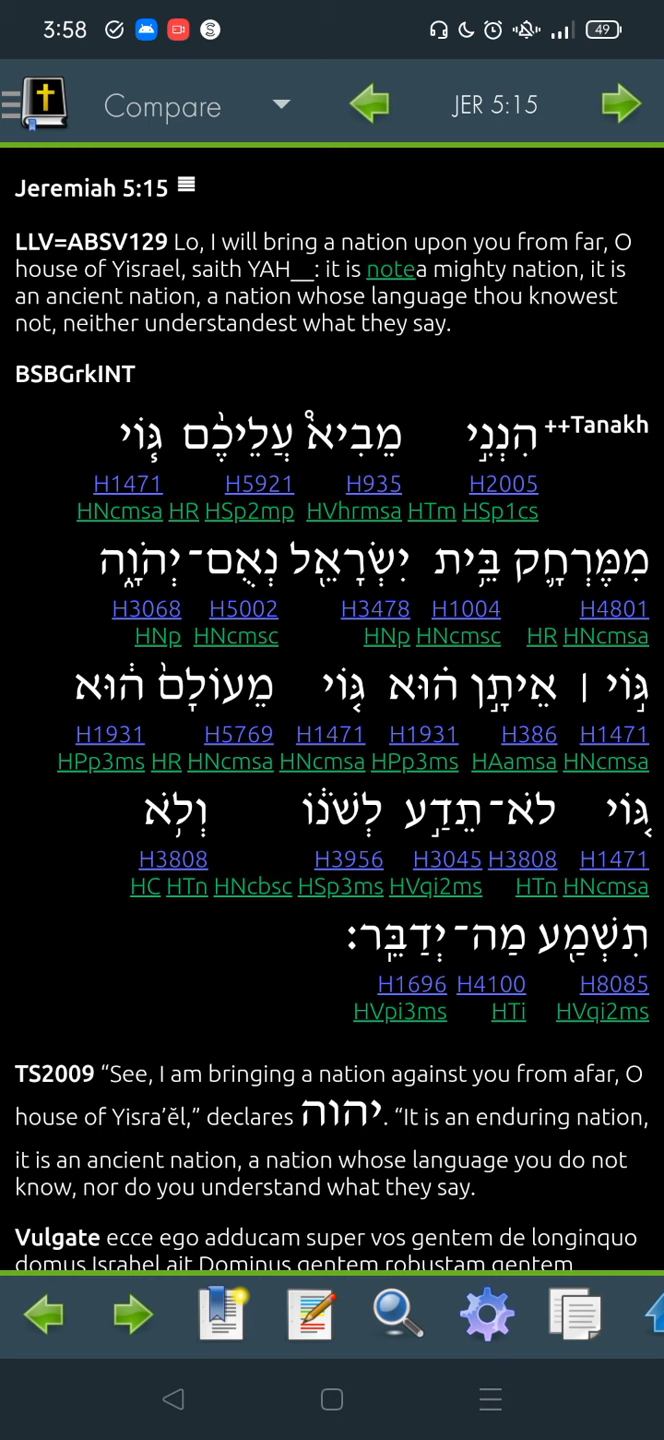 3:58
49
Compare
JER 5:15
Jeremiah 5:15
LLV=ABSV129 Lo, I will bring a nation upon you from far, O
house of Yisrael, saith YAH__: it is notea mighty nation, it is
an ancient nation, a nation whose language thou knowest
not, neither understandest what they say.
BSBGrkINT
++Tanakh הִנְנִ֣י מֵבִיא֩ עֲלֵיכֶ֨ם גּ֧וֹי
H1471 H5921 H935 H2005
HNcmsa HR HSp2mp HVhrmsa HTm HSp1cs
מִמֶּרְחָ֛ק בֵּ֥ית יִשְׂרָאֵ֖ל נְאֻם־ יְהֹוָ֑ה
H3068 H5002 H3478 H1004 H4801
HNp HNcmsc HNp HNcmsc HR HNcmsa
גּ֣וֹי ׀ אֵיתָ֣ן ה֗וּא גּ֤וֹי מֵעוֹלָם֙ ה֔וּא
H1931 H5769 H1471 H1931 H386 H1471
HPp3ms HR HNcmsa HNcmsa HPp3ms HAamsa HNcmsa
גּ֚וֹי לֹא־ תֵדַ֣ע לְשֹׁנ֔וֹ וְלֹ֥א
H3808 H3956 H3045 H3808 H1471
HC HTn HNcbsc HSp3ms HVqi2ms HTn HNcmsa
תִשְׁמַ֖ע מַה־ יְדַבֵּֽר׃
H1696 H4100 H8085
HVpi3ms HTi HVqi2ms
TS2009 “See, I am bringing a nation against you from afar, O
house of Yisra’ĕl,” declares יהוה. “It is an enduring nation,
it is an ancient nation, a nation whose language you do not
know, nor do you understand what they say.
Vulgate ecce ego adducam super vos gentem de longinquo
domus Israhel ait Dominus gentem robustam gentem